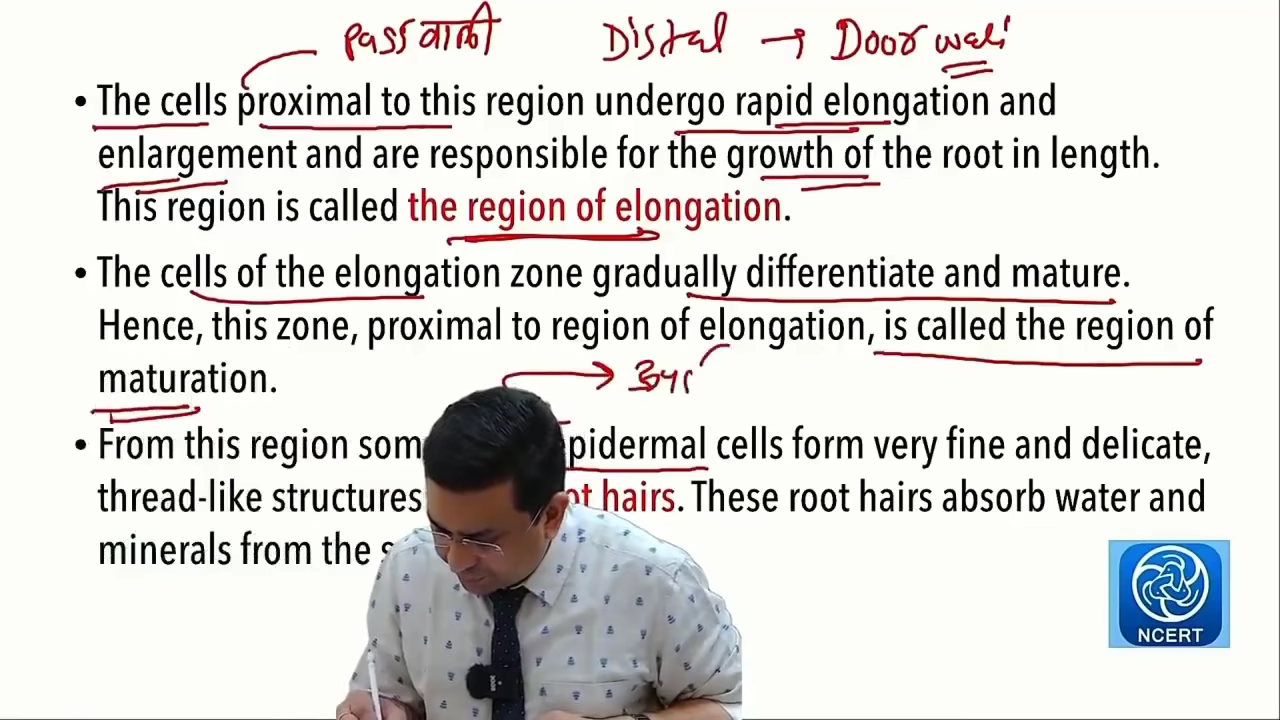 Passवाली Distal → Door wali
• The cells proximal to this region undergo rapid elongation and
enlargement and are responsible for the growth of the root in length.
This region is called the region of elongation.
• The cells of the elongation zone gradually differentiate and mature.
Hence, this zone, proximal to region of elongation, is called the region of
maturation.
• From this region som pidermal cells form very fine and delicate,
thread-like structures ot hairs. These root hairs absorb water and
minerals from the s
NCERT